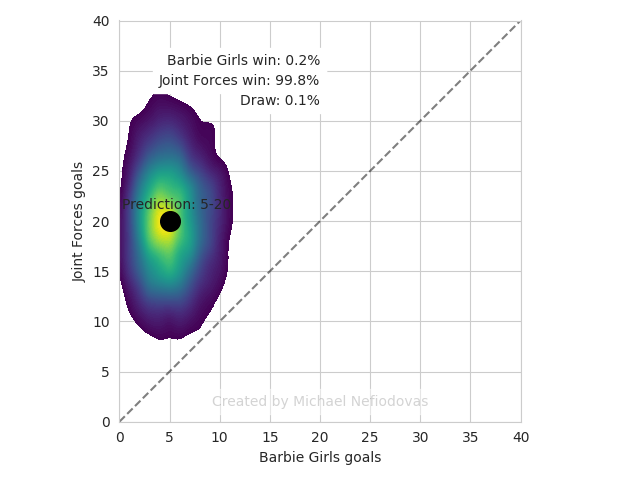 40
35
30
25
20
15
10
5
0
Joint Forces goals
Barbie Girls win: 0.2%
Joint Forces win: 99.8%
Draw: 0.1%
Prediction: 5-20
Created by Michael Nefiodovas
0 5 10 15 20 25 30 35 40
Barbie Girls goals